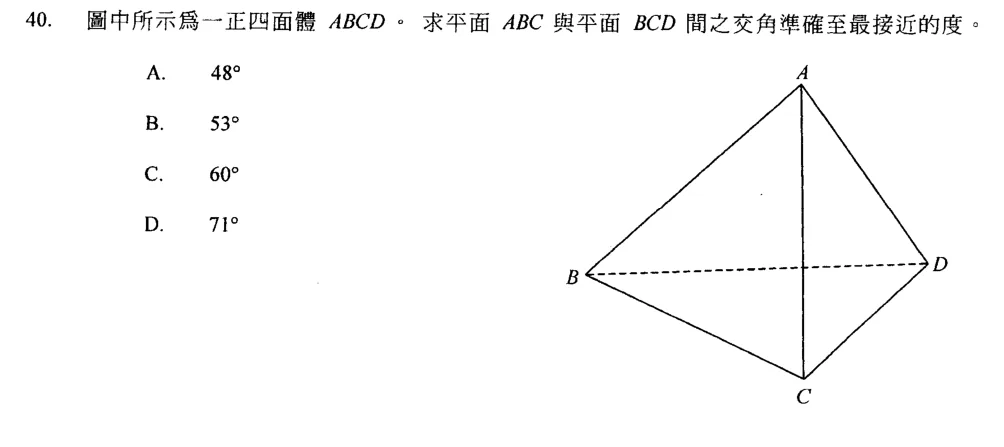 40. 圖中所示爲一正四面體 ABCD。 求平面 ABC 與平面 BCD 間之交角準確至最接近的度。
A. 48°
B. 53°
C. 60°
D. 71°
A
B
D
C